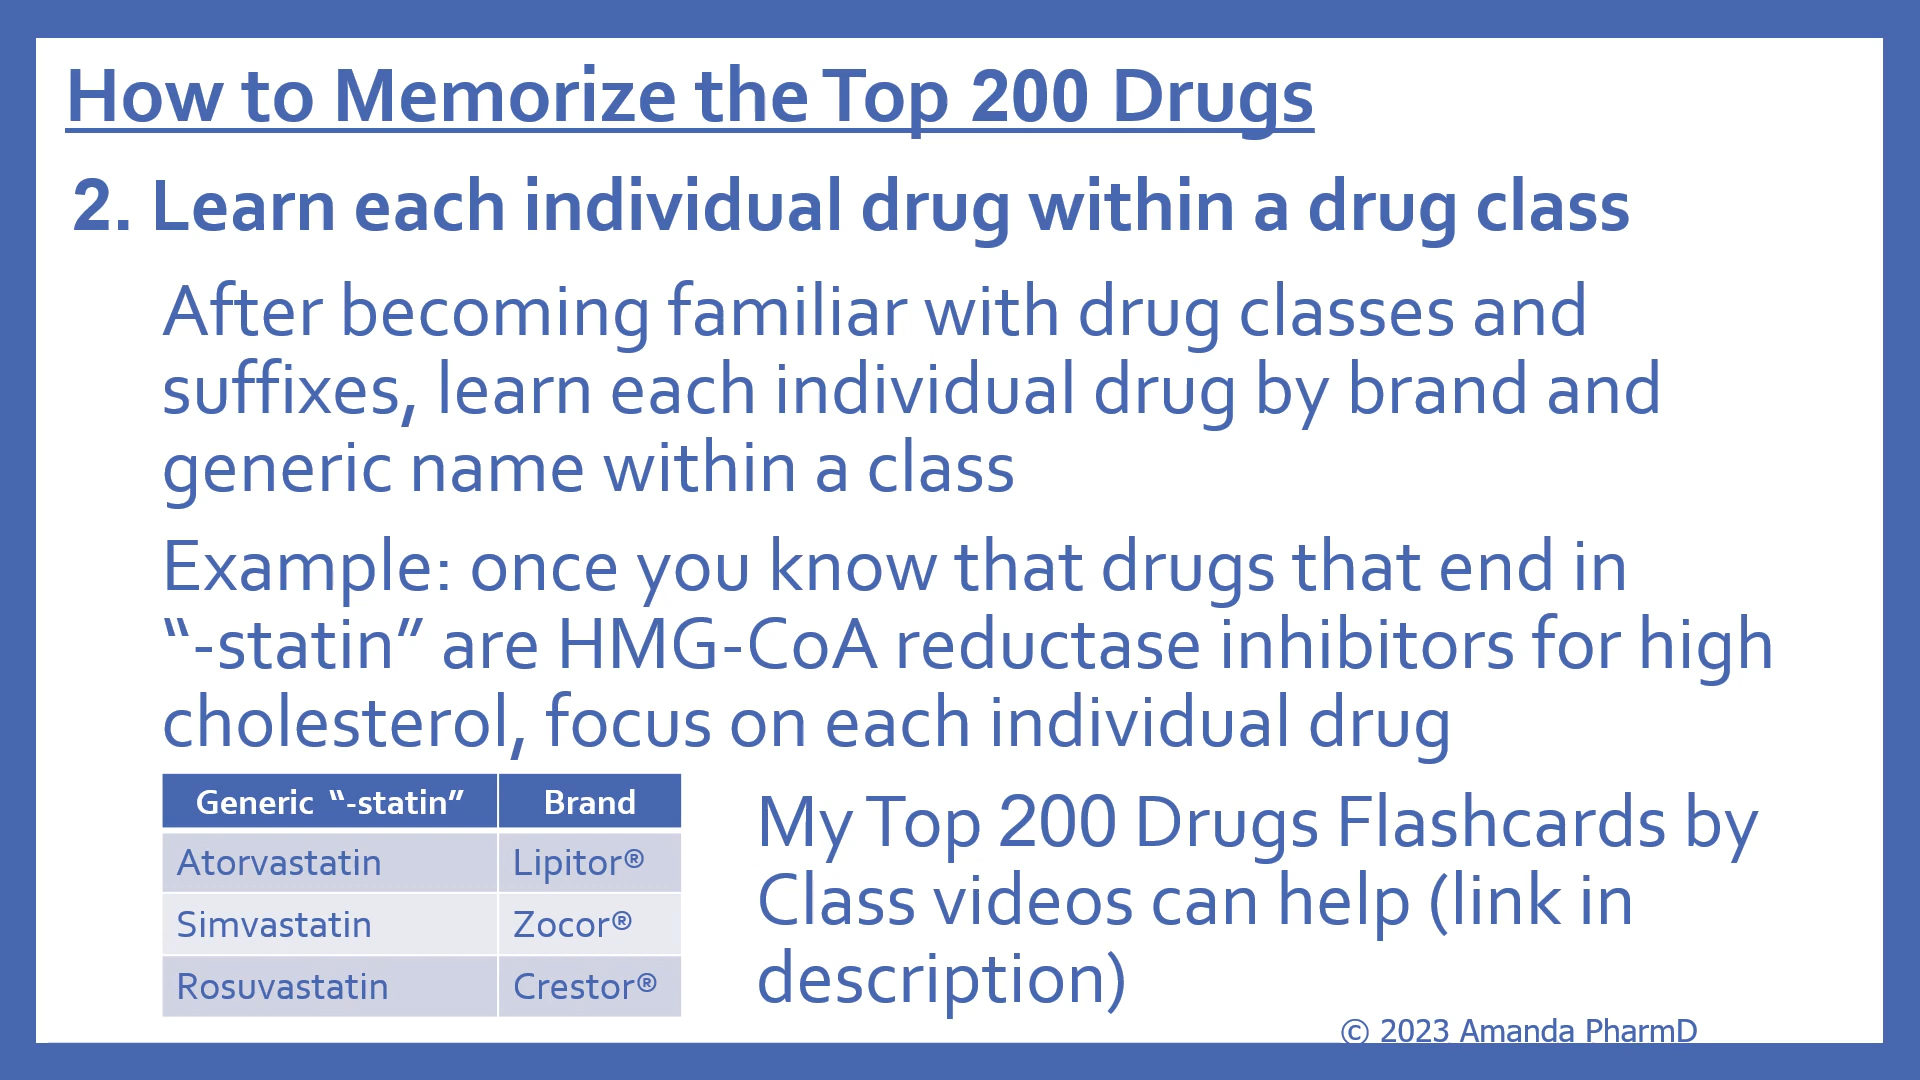 How to Memorize the Top 200 Drugs
2. Learn each individual drug within a drug class
After becoming familiar with drug classes and
suffixes, learn each individual drug by brand and
generic name within a class
Example: once you know that drugs that end in
“-statin” are HMG-CoA reductase inhibitors for high
cholesterol, focus on each individual drug
Generic “-statin” Brand
Atorvastatin Lipitor®
Simvastatin Zocor®
Rosuvastatin Crestor®
My Top 200 Drugs Flashcards by
Class videos can help (link in
description)
© 2023 Amanda PharmD